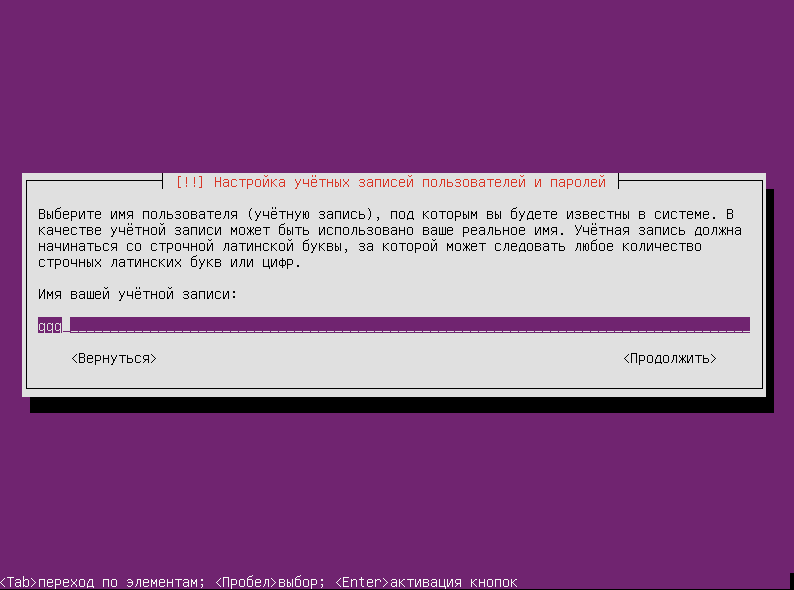 [!!] Настройка учётных записей пользователей и паролей
Выберите имя пользователя (учётную запись), под которым вы будете известны в системе. В
качестве учётной записи может быть использовано ваше реальное имя. Учётная запись должна
начинаться со строчной латинской буквы, за которой может следовать любое количество
строчных латинских букв или цифр.
Имя вашей учётной записи:
qqq
<Вернуться> <Продолжить>
<Tab>переход по элементам; <Пробел>выбор; <Enter>активация кнопок